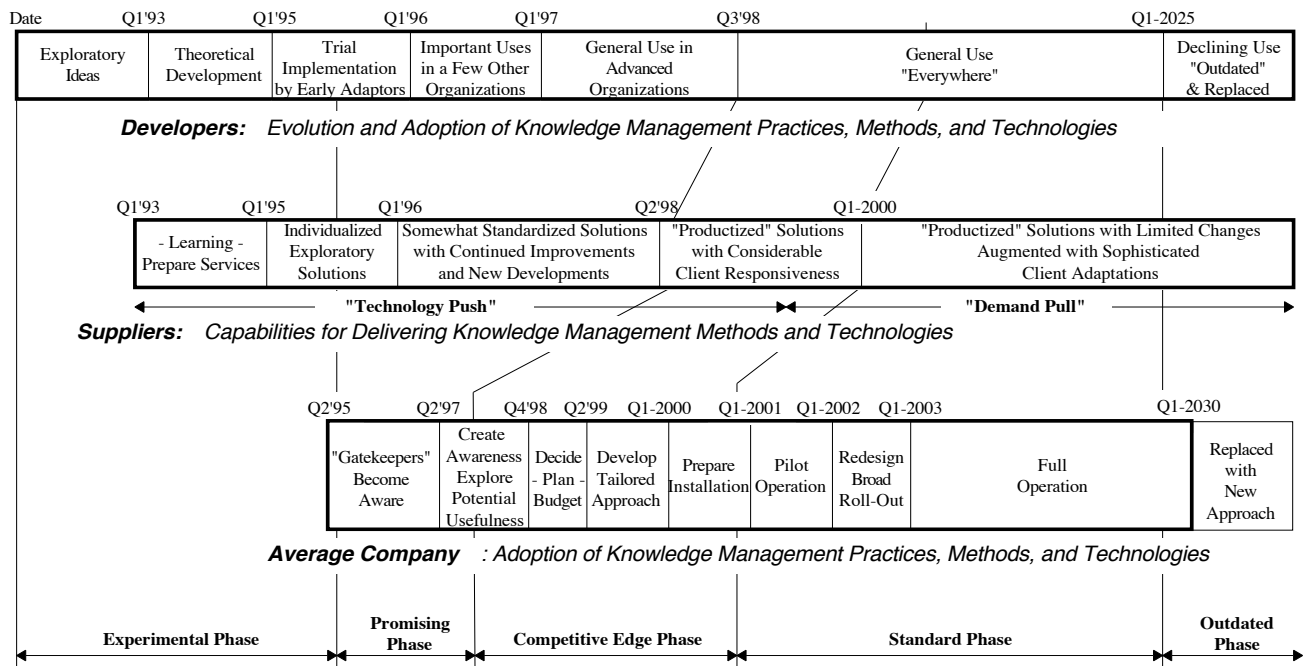 Date Q1'93 Q1'95 Q1'96 Q1'97 Q3'98 Q1-2025
Exploratory
Ideas
Theoretical
Development
Trial
Implementation
by Early Adaptors
Important Uses
in a Few Other
Organizations
General Use in
Advanced
Organizations
General Use
"Everywhere"
Declining Use
"Outdated"
& Replaced
Developers: Evolution and Adoption of Knowledge Management Practices, Methods, and Technologies
Q1'93 Q1'95 Q1'96 Q2'98 Q1-2000
- Learning -
Prepare Services
Individualized
Exploratory
Solutions
Somewhat Standardized Solutions
with Continued Improvements
and New Developments
"Productized" Solutions
with Considerable
Client Responsiveness
"Productized" Solutions with Limited Changes
Augmented with Sophisticated
Client Adaptations
"Technology Push" "Demand Pull"
Suppliers: Capabilities for Delivering Knowledge Management Methods and Technologies
Q2'95 Q2'97 Q4'98 Q2'99 Q1-2000 Q1-2001 Q1-2002 Q1-2003 Q1-2030
"Gatekeepers"
Become
Aware
Create
Awareness
Explore
Potential
Usefulness
Decide
- Plan -
Budget
Develop
Tailored
Approach
Prepare
Installation
Pilot
Operation
Redesign
Broad
Roll-Out
Full
Operation
Replaced
with
New
Approach
Average Company : Adoption of Knowledge Management Practices, Methods, and Technologies
Experimental Phase
Promising
Phase
Competitive Edge Phase
Standard Phase
Outdated
Phase